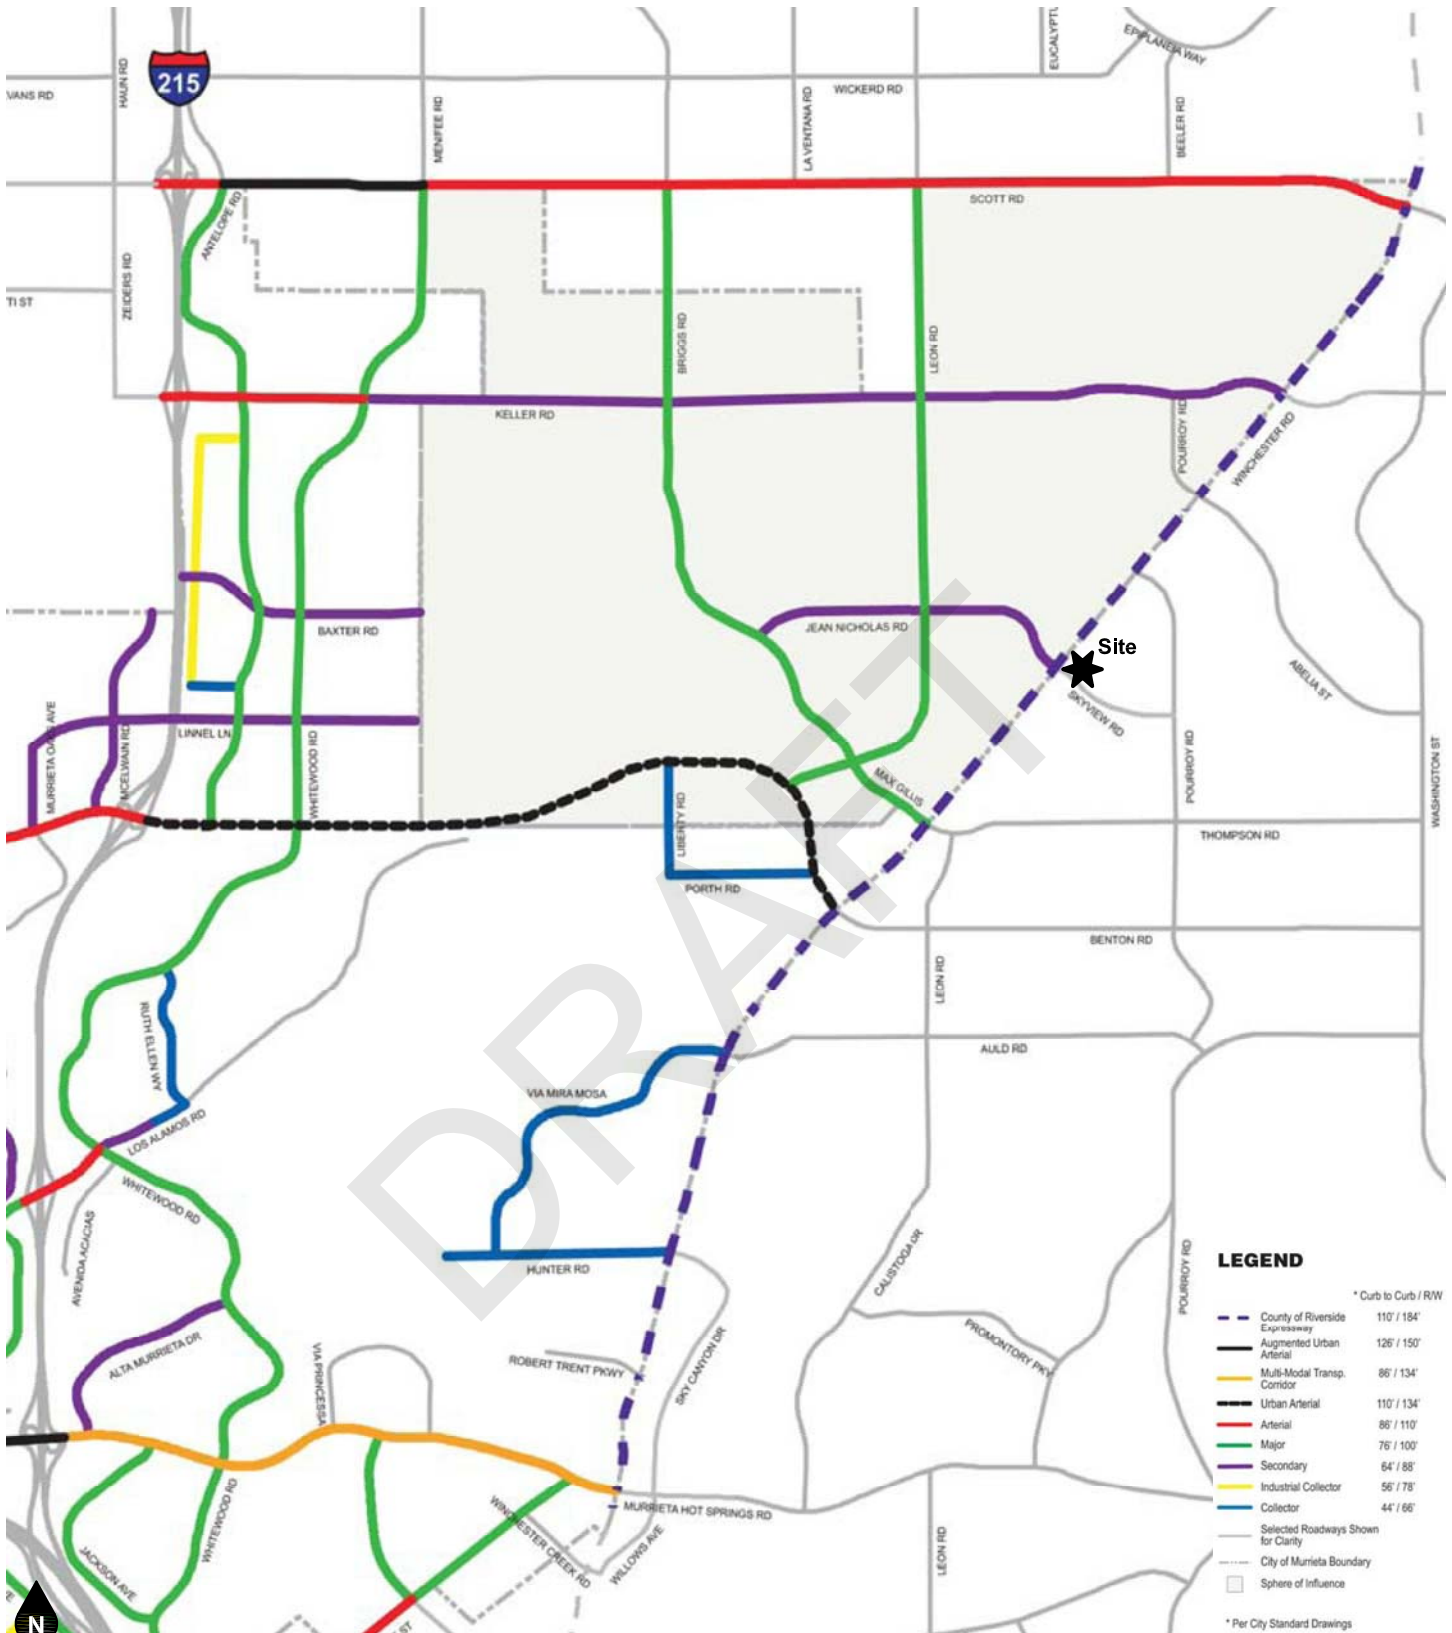 EUCALYPTU
EPIPLANEIA WAY
VANS RD
HAUN RD
215
WICKERD RD
MENIFEE RD
LA VENTANA RD
BEELER RD
SCOTT RD
ANTELOPE RD
ZEIDERS RD
TI ST
BRIGGS RD
LEON RD
KELLER RD
POURROY RD
WINCHESTER RD
BAXTER RD
JEAN NICHOLAS RD
Site
ABELIA ST
SKYVIEW RD
MURRIETA OAKS AVE
MCELWAIN RD
LINNEL LN
WHITEWOOD RD
POURROY RD
WASHINGTON ST
MAX GILLIS
LIBERTY RD
THOMPSON RD
PORTH RD
BENTON RD
LEON RD
RUTH ELLEN WY
AULD RD
VIA MIRA MOSA
LOS ALAMOS RD
WHITEWOOD RD
AVENIDA ACACIAS
HUNTER RD
CALISTOGA DR
POURROY RD
ALTA MURRIETA DR
VIA PRINCESSA
ROBERT TRENT PKWY
SKY CANYON DR
PROMONTORY PKY
WHITEWOOD RD
JACKSON AVE
WINCHESTER CREEK RD
WILLOWS AVE
MURRIETA HOT SPRINGS RD
LEON RD
ST
E
N
DRAFT
LEGEND
* Curb to Curb / R/W
County of Riverside 110' / 184'
Expressway
Augmented Urban 126' / 150'
Arterial
Multi-Modal Transp. 86' / 134'
Corridor
Urban Arterial 110' / 134'
Arterial 86' / 110'
Major 76' / 100'
Secondary 64' / 88'
Industrial Collector 56' / 78'
Collector 44' / 66'
Selected Roadways Shown
for Clarity
City of Murrieta Boundary
Sphere of Influence
* Per City Standard Drawings